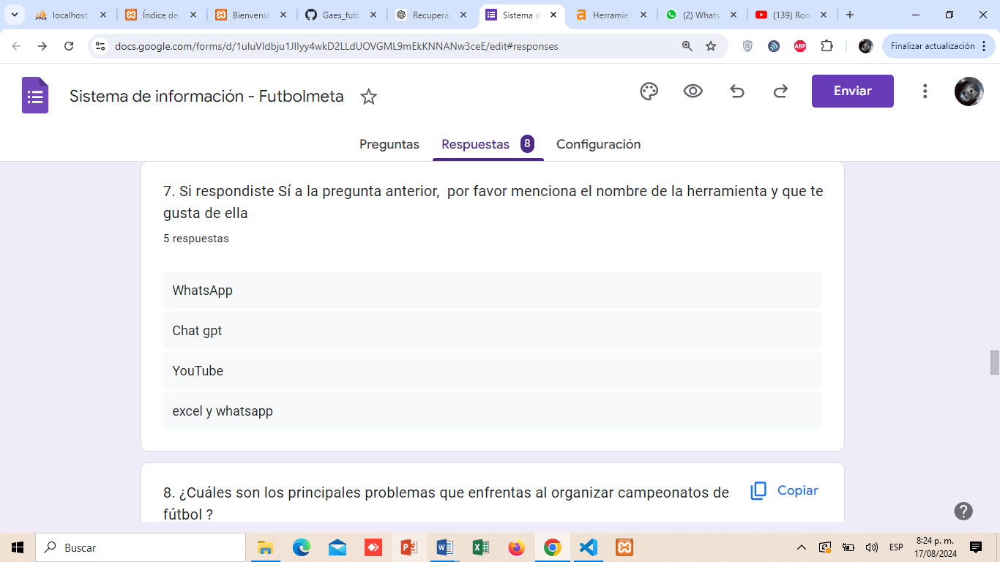 localhost
Índice de
Bienvenid
Gaes_futb
Recupera
Sistema d
Herramie
(2) Whats
(139) Ron
docs.google.com/forms/d/1uIuVIdbju1JIIyy4wkD2LLdUOVGML9mEkKNNANw3ceE/edit#responses
ABP
Finalizar actualización
Sistema de información - Futbolmeta
Enviar
Preguntas
Respuestas 8
Configuración
7. Si respondiste Sí a la pregunta anterior,  por favor menciona el nombre de la herramienta y que te
gusta de ella
5 respuestas
WhatsApp
Chat gpt
YouTube
excel y whatsapp
8. ¿Cuáles son los principales problemas que enfrentas al organizar campeonatos de
fútbol ?
Copiar
Buscar
ESP
8:24 p. m.
17/08/2024